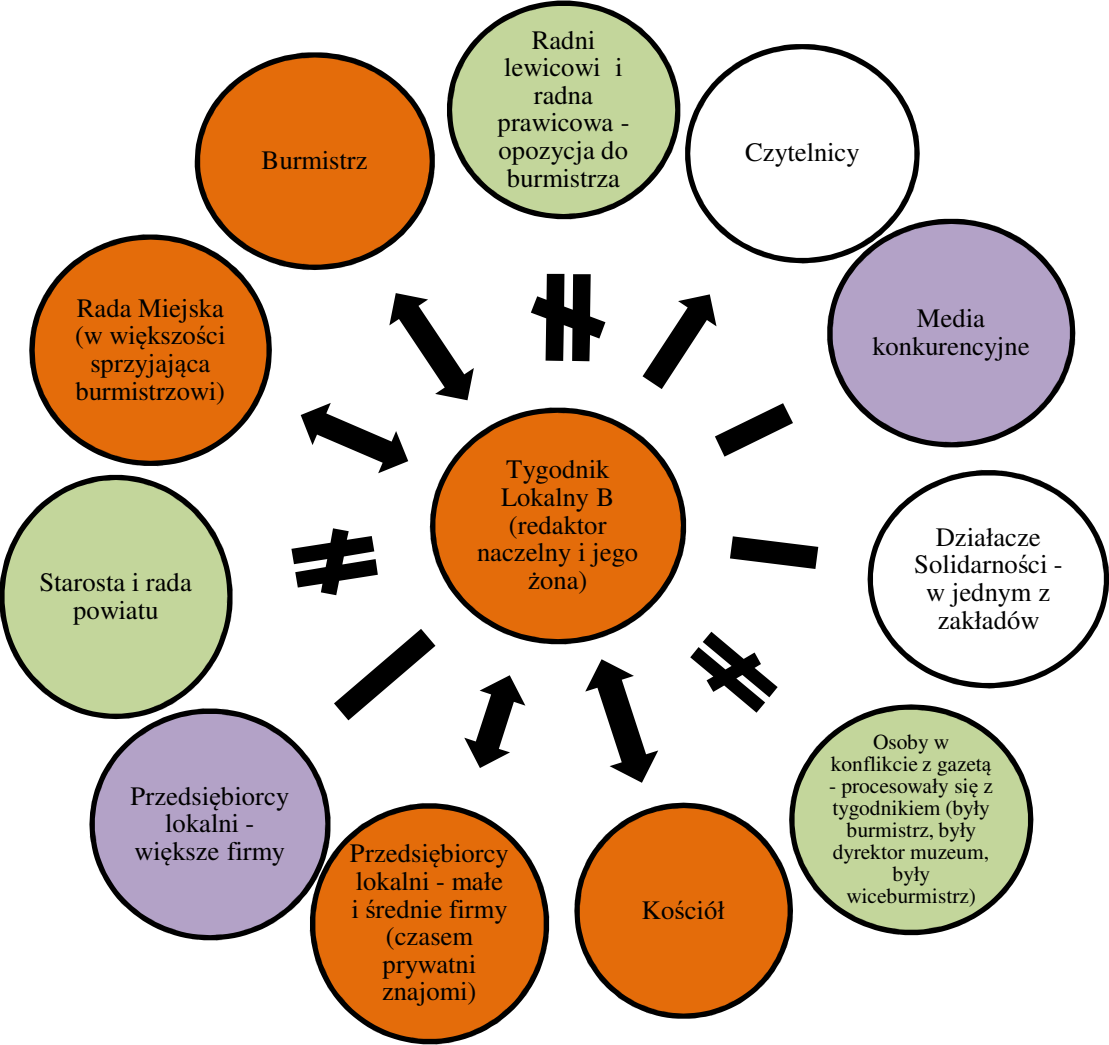 Radni
lewicowi i
radna
prawicowa -
opozycja do
burmistrza
Czytelnicy
Burmistrz
Media
konkurencyjne
Rada Miejska
(w większości
sprzyjająca
burmistrzowi)
Tygodnik
Lokalny B
(redaktor
naczelny i jego
żona)
Działacze
Solidarności -
w jednym z
zakładów
Starosta i rada
powiatu
Osoby w
konflikcie z gazetą
- procesowały się z
tygodnikiem (były
burmistrz, były
dyrektor muzeum,
były
wiceburmistrz)
Przedsiębiorcy
lokalni -
większe firmy
Przedsiębiorcy
lokalni - małe
i średnie firmy
(czasem
prywatni
znajomi)
Kościół